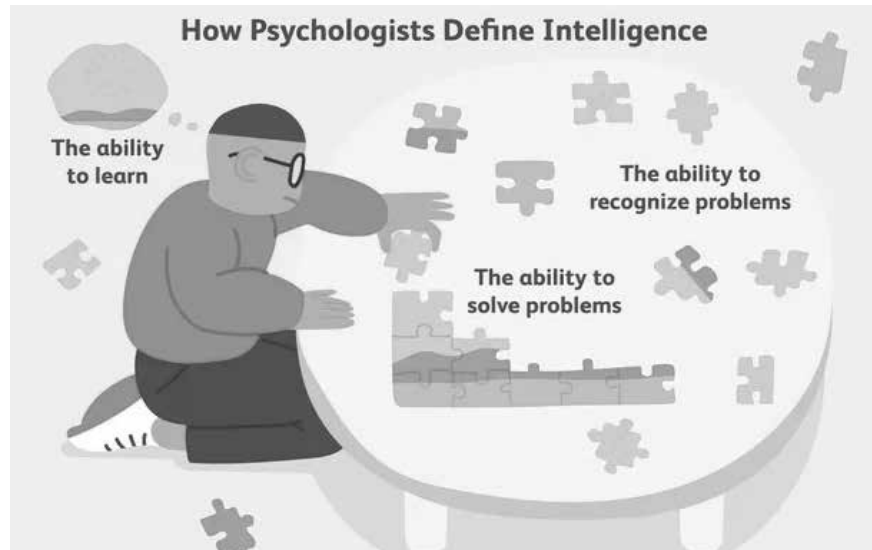 How Psychologists Define Intelligence
The ability
to learn
The ability to
recognize problems
The ability to
solve problems